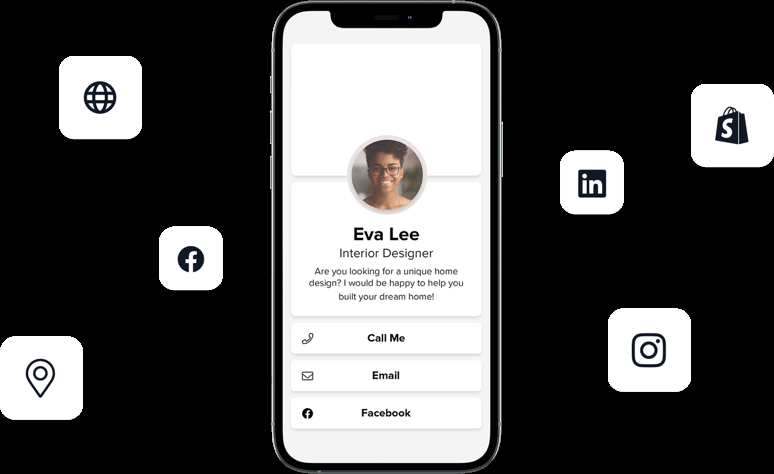 Eva Lee
Interior Designer
Are you looking for a unique home
design? I would be happy to help you
built your dream home!
Call Me
Email
Facebook